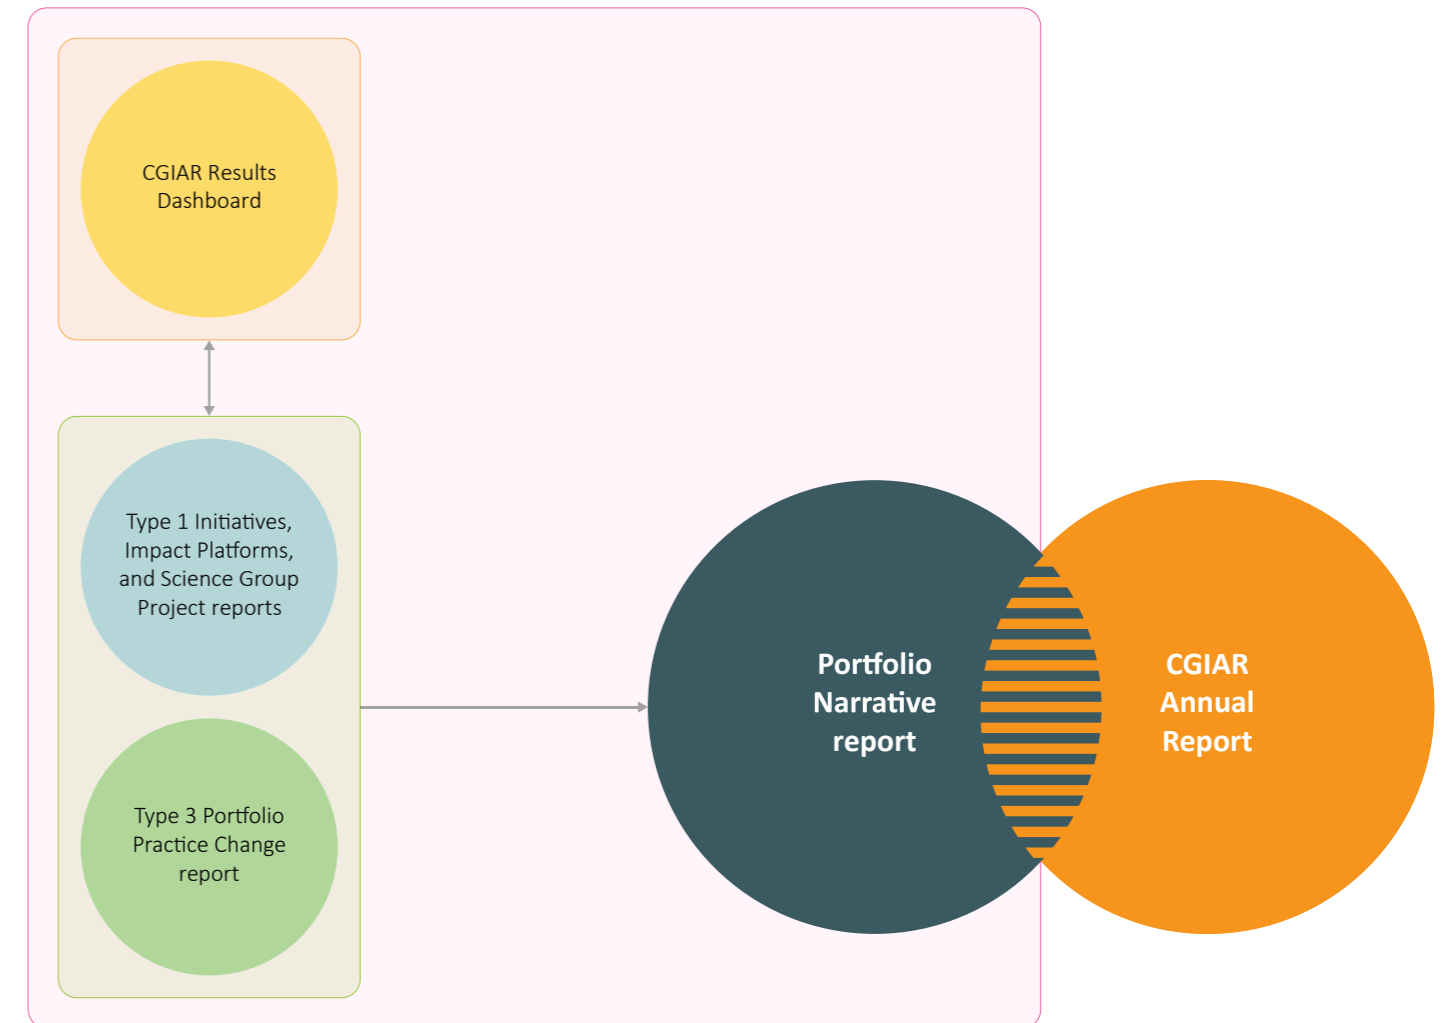 CGIAR Results
Dashboard
Type 1 Initiatives,
Impact Platforms,
and Science Group
Project reports
Type 3 Portfolio
Practice Change
report
Portfolio
Narrative
report
CGIAR
Annual
Report